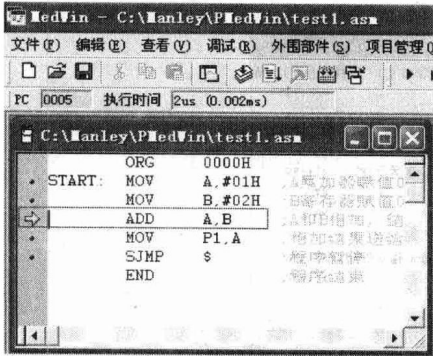 MedWin - C:\Manley\PMedWin\test1.asm
文件(F) 编辑(E) 查看(V) 调试(R) 外围部件(S) 项目管理(
PC 0005 执行时间 2us (0.002ms)
C:\Manley\PMedWin\test1.asm
ORG 0000H
START: MOV A,#01H
MOV B,#02H
ADD A,B
MOV P1,A
SJMP $
END